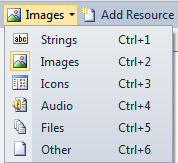 Images Add Resource
abc Strings Ctrl+1
Images Ctrl+2
Icons Ctrl+3
Audio Ctrl+4
Files Ctrl+5
Other Ctrl+6